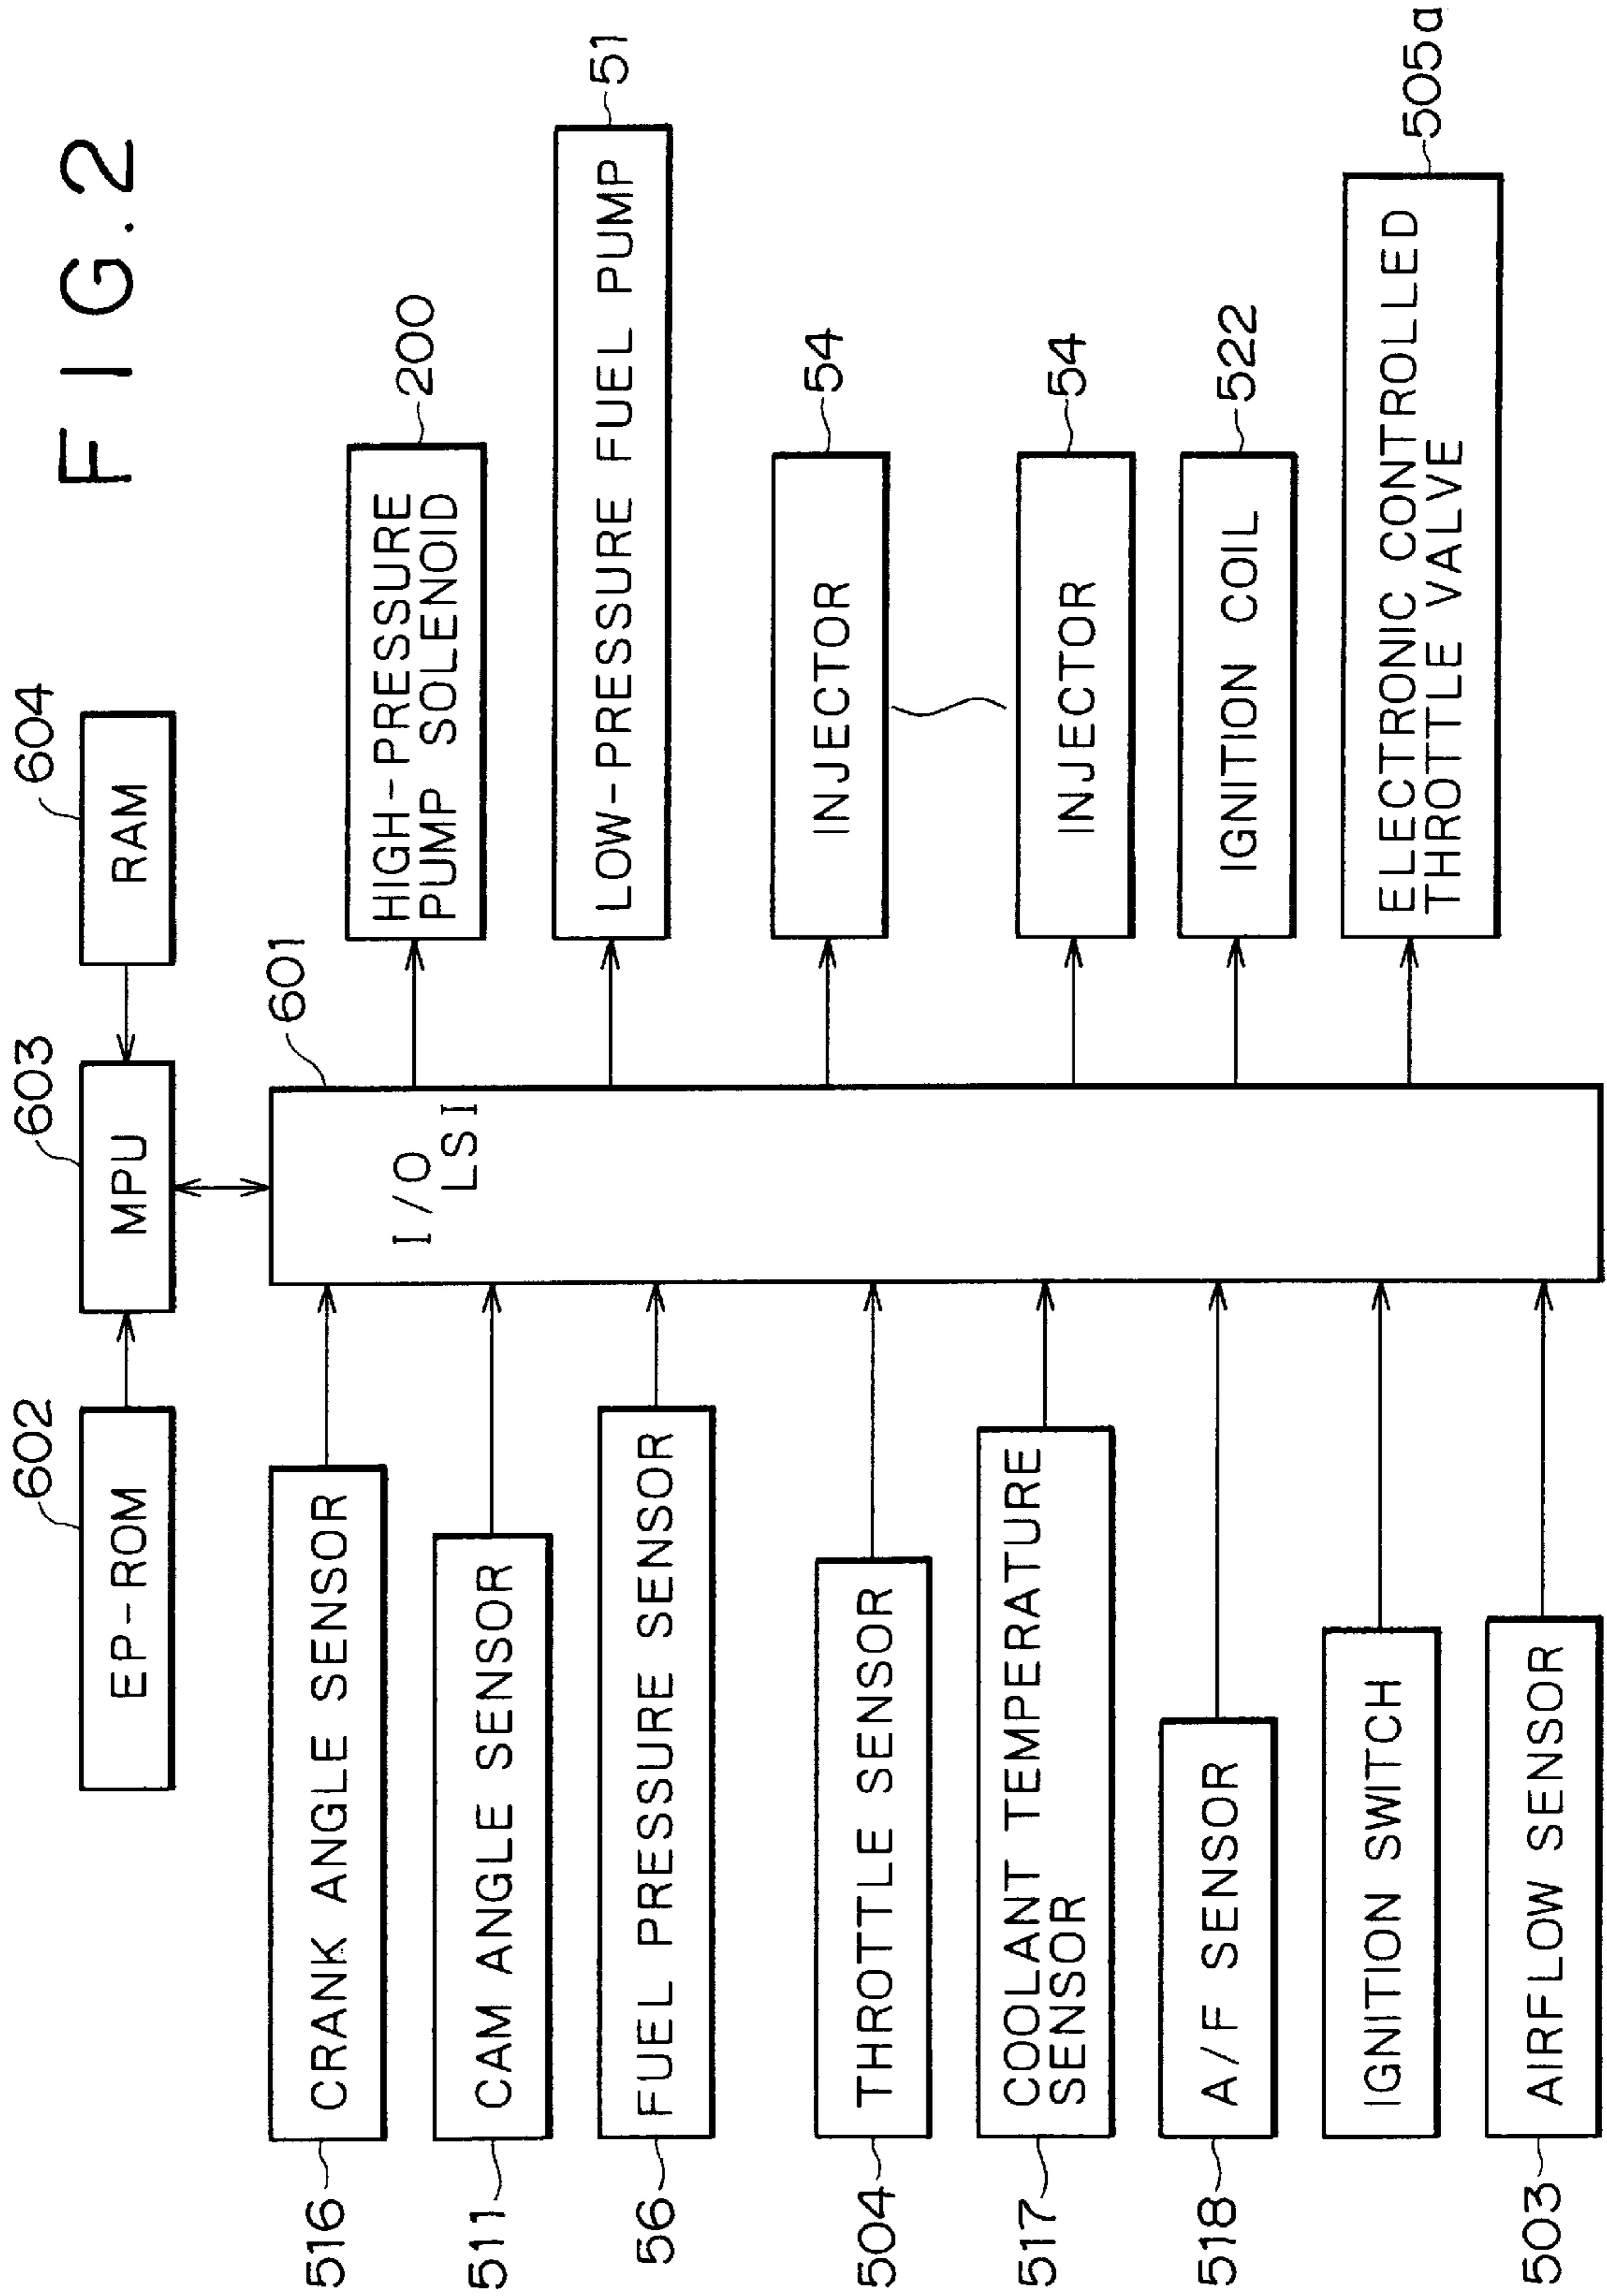 FIG.2
602
603
604
EP-ROM
MPU
RAM
601
I/O
LSI
516
CRANK ANGLE SENSOR
511
CAM ANGLE SENSOR
56
FUEL PRESSURE SENSOR
504
THROTTLE SENSOR
517
COOLANT TEMPERATURE
SENSOR
518
A/F SENSOR
IGNITION SWITCH
503
AIRFLOW SENSOR
HIGH-PRESSURE
PUMP SOLENOID
200
LOW-PRESSURE FUEL PUMP
51
INJECTOR
54
INJECTOR
54
IGNITION COIL
522
ELECTRONIC CONTROLLED
THROTTLE VALVE
505a